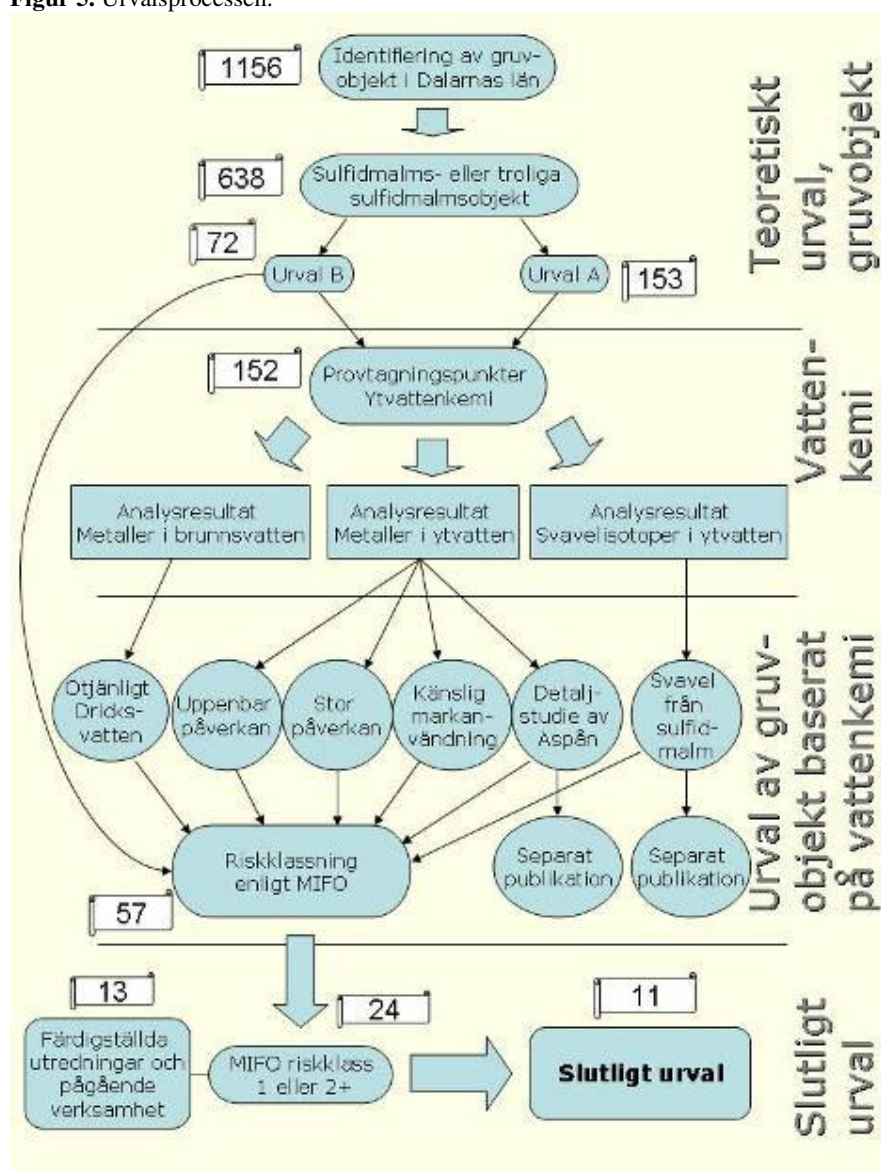 Figur 3. Urvalsprocessen.
1156
Identifiering av gruv-
objekt i Dalarnas län
638
Sulfidmalms- eller troliga
sulfidmalmsobjekt
72
Urval B
Urval A
153
Teoretiskt
urval,
gruvobjekt
152
Provtagningspunkter
Ytvattenkemi
Analysresultat
Metaller i brunnsvatten
Analysresultat
Metaller i ytvatten
Analysresultat
Svavelisotoper i ytvatten
Vatten-
kemi
Otjänligt
Dricks-
vatten
Uppenbar
påverkan
Stor
påverkan
Känslig
markan-
vändning
Detalj-
studie av
Aspån
Svavel
från
sulfid-
malm
Riskklassning
enligt MIFO
57
Separat
publikation
Separat
publikation
Urval av gruv-
objekt baserat
på vattenkemi
13
Färdigställda
utredningar och
pågående
verksamhet
24
MIFO riskklass
1 eller 2+
11
Slutligt urval
Slutligt
urval